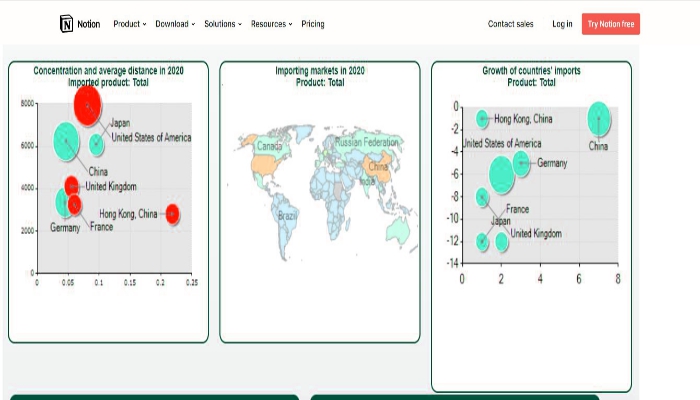 Notion
Product
Download
Solutions
Resources
Pricing
Contact sales
Log in
Try Notion free
Concentration and average distance in 2020
Imported product: Total
8000
6000
4000
2000
0
0
0.05
0.1
0.15
0.2
0.25
Japan
United States of America
China
United Kingdom
Hong Kong, China
Germany
France
Importing markets in 2020
Product: Total
Canada
Russian Federation
China
India
Brazil
Growth of countries' imports
Product: Total
0
-2
-4
-6
-8
-10
-12
-14
0
2
4
6
8
Hong Kong, China
China
United States of America
Germany
France
Japan
United Kingdom